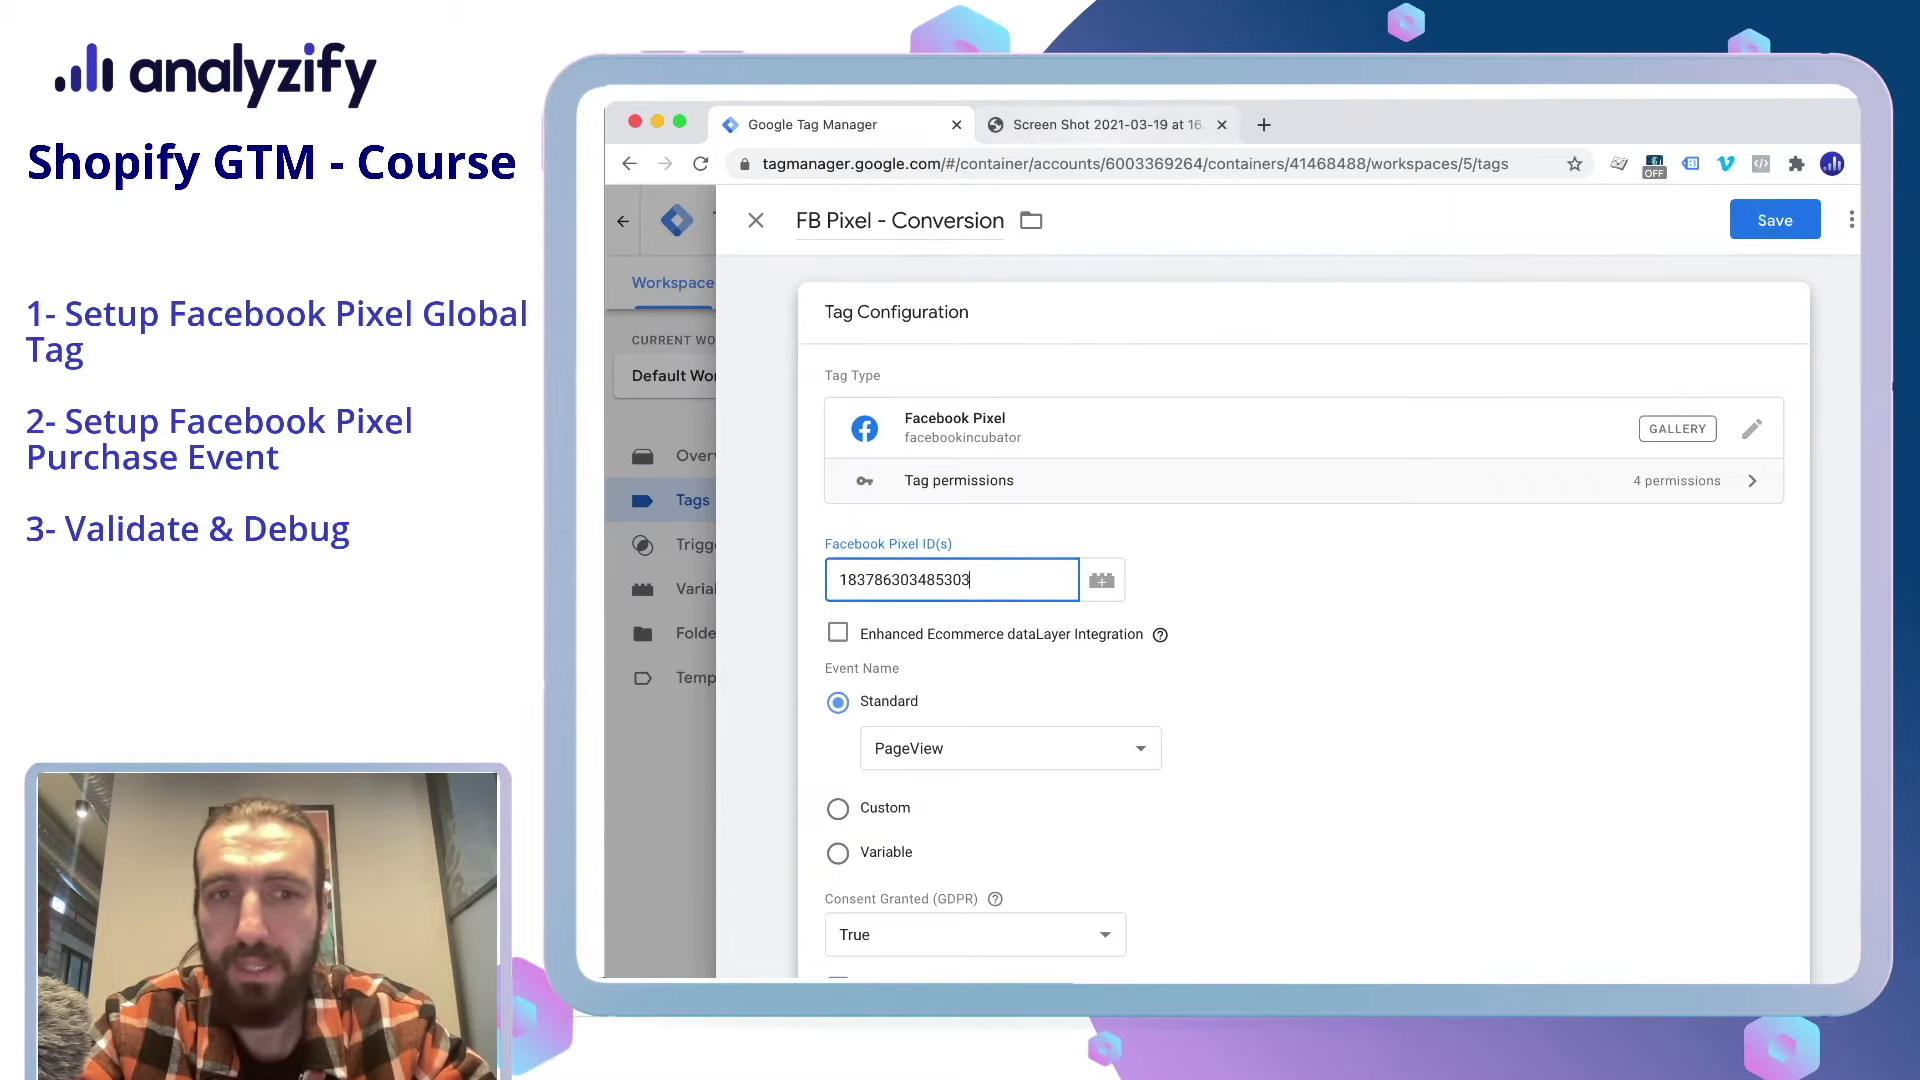 analyzify
Shopify GTM - Course
1- Setup Facebook Pixel Global
Tag
2- Setup Facebook Pixel
Purchase Event
3- Validate & Debug
Google Tag Manager
Screen Shot 2021-03-19 at 16.
tagmanager.google.com/#/container/accounts/6003369264/containers/41468488/workspaces/5/tags
OFF
FB Pixel - Conversion
Save
Workspace
CURRENT WO
Default Wor
Over
Tags
Trigge
Varia
Folde
Temp
Tag Configuration
Tag Type
Facebook Pixel
facebookincubator
GALLERY
Tag permissions
4 permissions
Facebook Pixel ID(s)
183786303485303
Enhanced Ecommerce dataLayer Integration
Event Name
Standard
PageView
Custom
Variable
Consent Granted (GDPR)
True